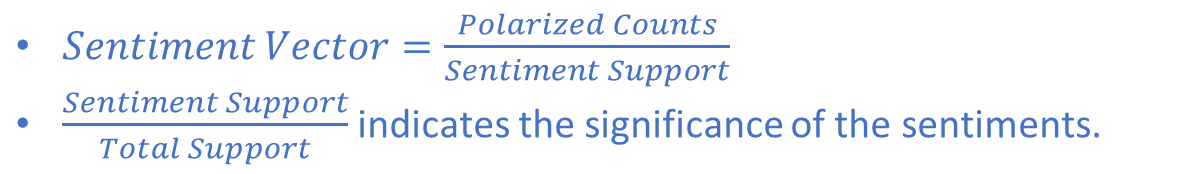 • Sentiment Vector = Polarized Counts / Sentiment Support
• Sentiment Support / Total Support indicates the significance of the sentiments.